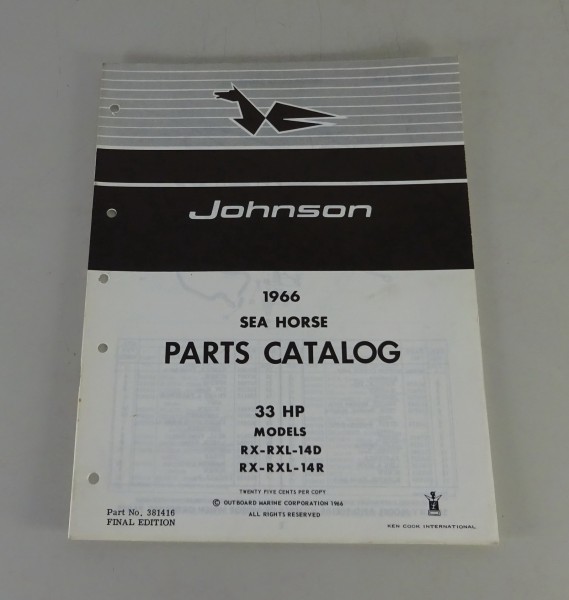 Johnson
1966
SEA HORSE
PARTS CATALOG
33 HP
MODELS
RX-RXL-14D
RX-RXL-14R
TWENTY FIVE CENTS PER COPY
© OUTBOARD MARINE CORPORATION 1966
ALL RIGHTS RESERVED
Part No. 381416
FINAL EDITION
KEN COOK INTERNATIONAL